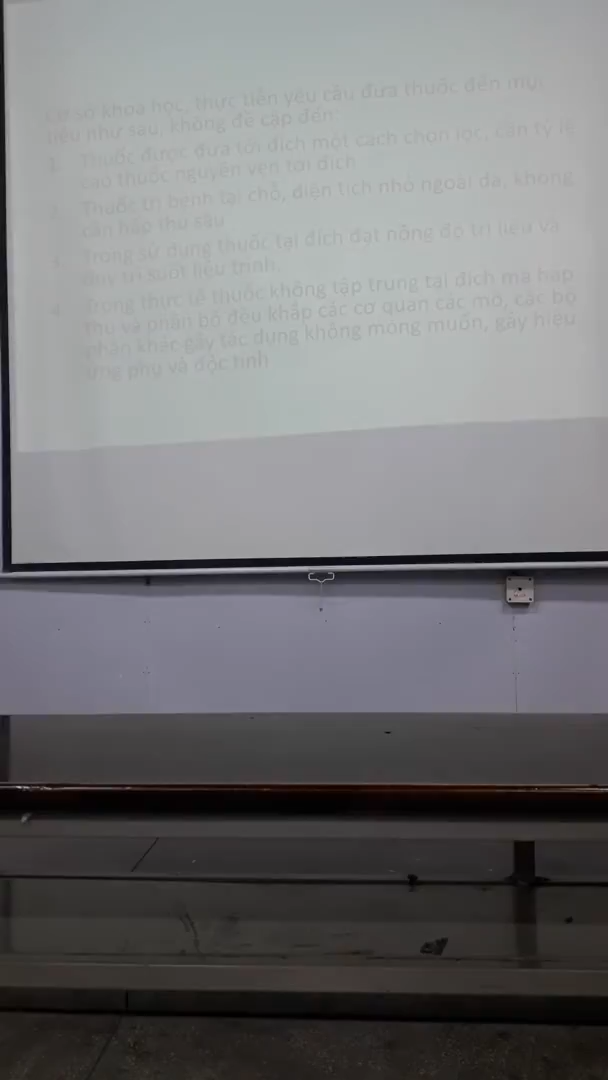 Cơ sở khoa học, thực tiễn yêu cầu đưa thuốc đến mục
tiêu như sau, không đề cập đến:
1. Thuốc được đưa tới đích một cách chọn lọc, cần tỷ lệ
cao thuốc nguyên vẹn tới đích
2. Thuốc trị bệnh tại chỗ, diện tích nhỏ ngoài da, không
cần hấp thu sâu
3. Trong sử dụng thuốc tại đích đạt nồng độ trị liệu và
duy trì suốt liệu trình.
4. Trong thực tế thuốc không tập trung tại đích mà hấp
thu và phân bố đều khắp các cơ quan các mô, các bộ
phận khác gây tác dụng không mong muốn, gây hiệu
ứng phụ và độc tính